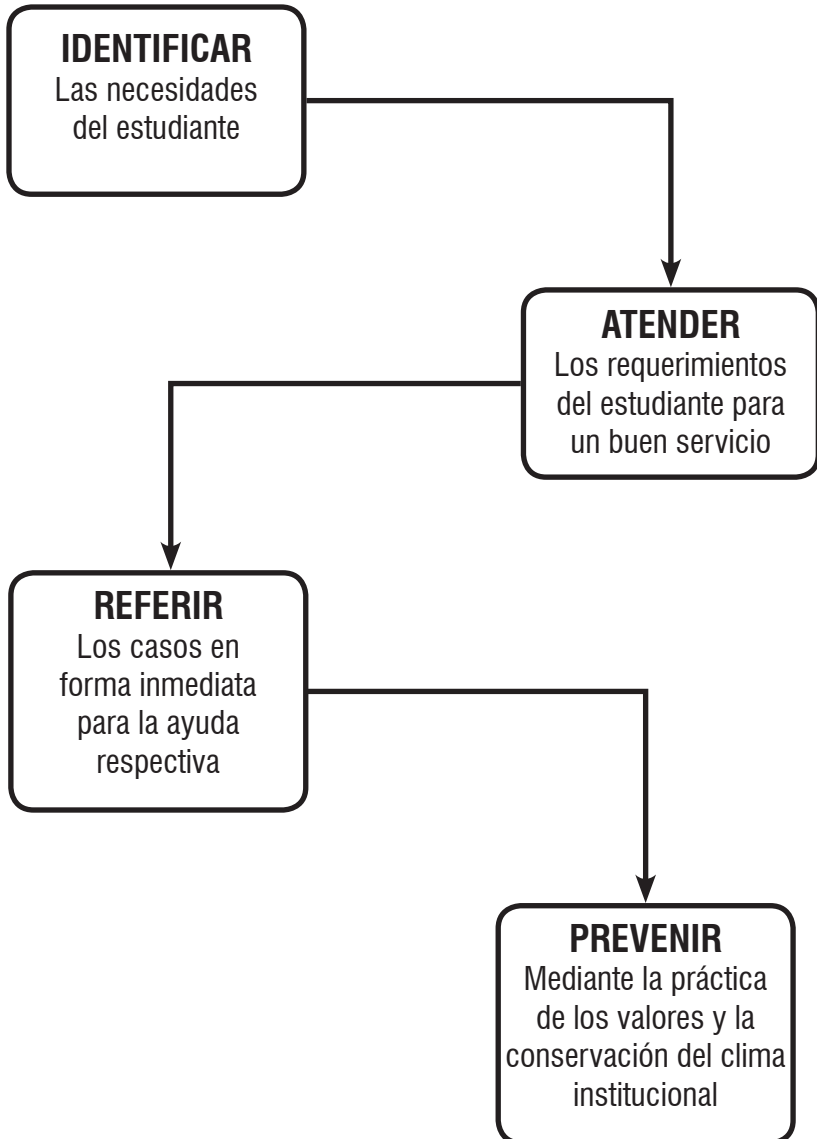 IDENTIFICAR
Las necesidades
del estudiante
ATENDER
Los requerimientos
del estudiante para
un buen servicio
REFERIR
Los casos en
forma inmediata
para la ayuda
respectiva
PREVENIR
Mediante la práctica
de los valores y la
conservación del clima
institucional